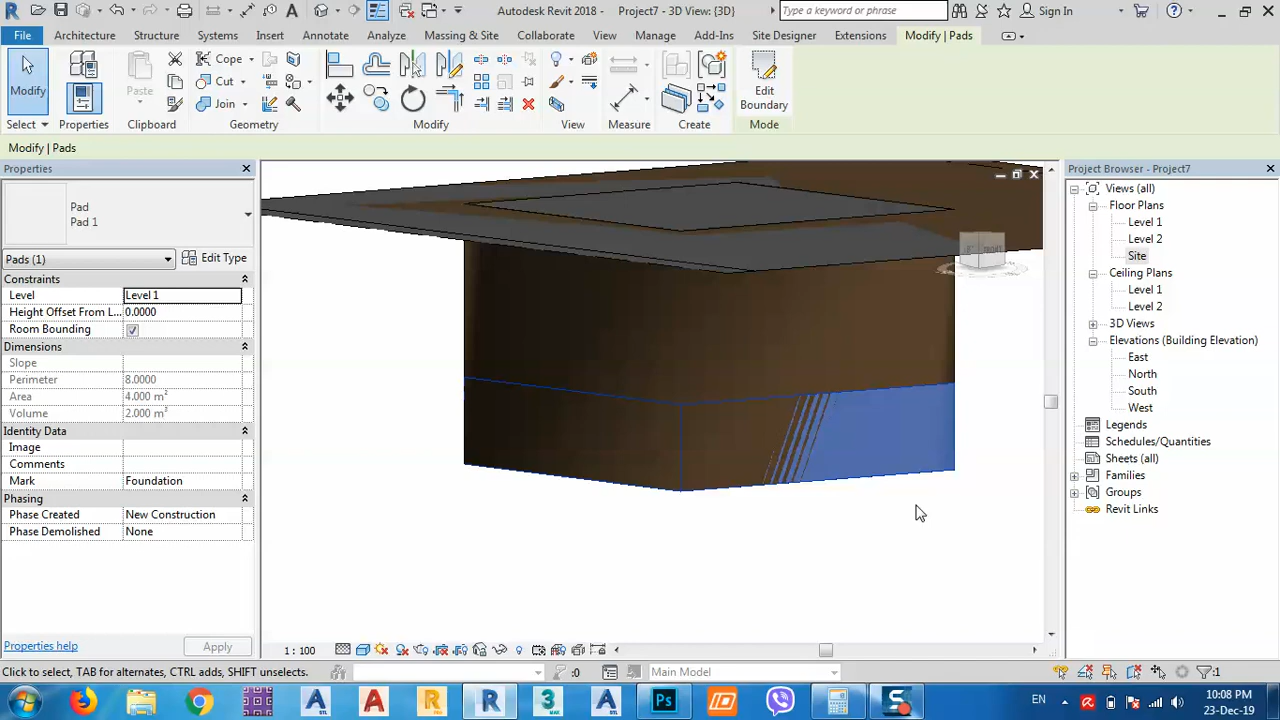 Autodesk Revit 2018 - Project7 - 3D View: {3D}
Type a keyword or phrase
Sign In
File Architecture Structure Systems Insert Annotate Analyze Massing & Site Collaborate View Manage Add-Ins Site Designer Extensions Modify | Pads
Modify
Paste
Cope
Cut
Join
Edit
Boundary
Select Properties Clipboard Geometry Modify View Measure Create Mode
Modify | Pads
Properties
Pad
Pad 1
Pads (1) Edit Type
Constraints
Level Level 1
Height Offset From L... 0.0000
Room Bounding
Dimensions
Slope
Perimeter 8.0000
Area 4.000 m²
Volume 2.000 m³
Identity Data
Image
Comments
Mark Foundation
Phasing
Phase Created New Construction
Phase Demolished None
Properties help Apply
FRONT
Project Browser - Project7
Views (all)
Floor Plans
Level 1
Level 2
Site
Ceiling Plans
Level 1
Level 2
3D Views
Elevations (Building Elevation)
East
North
South
West
Legends
Schedules/Quantities
Sheets (all)
Families
Groups
Revit Links
1 : 100
Click to select, TAB for alternates, CTRL adds, SHIFT unselects.
:0
Main Model
:1
EN
10:08 PM
23-Dec-19